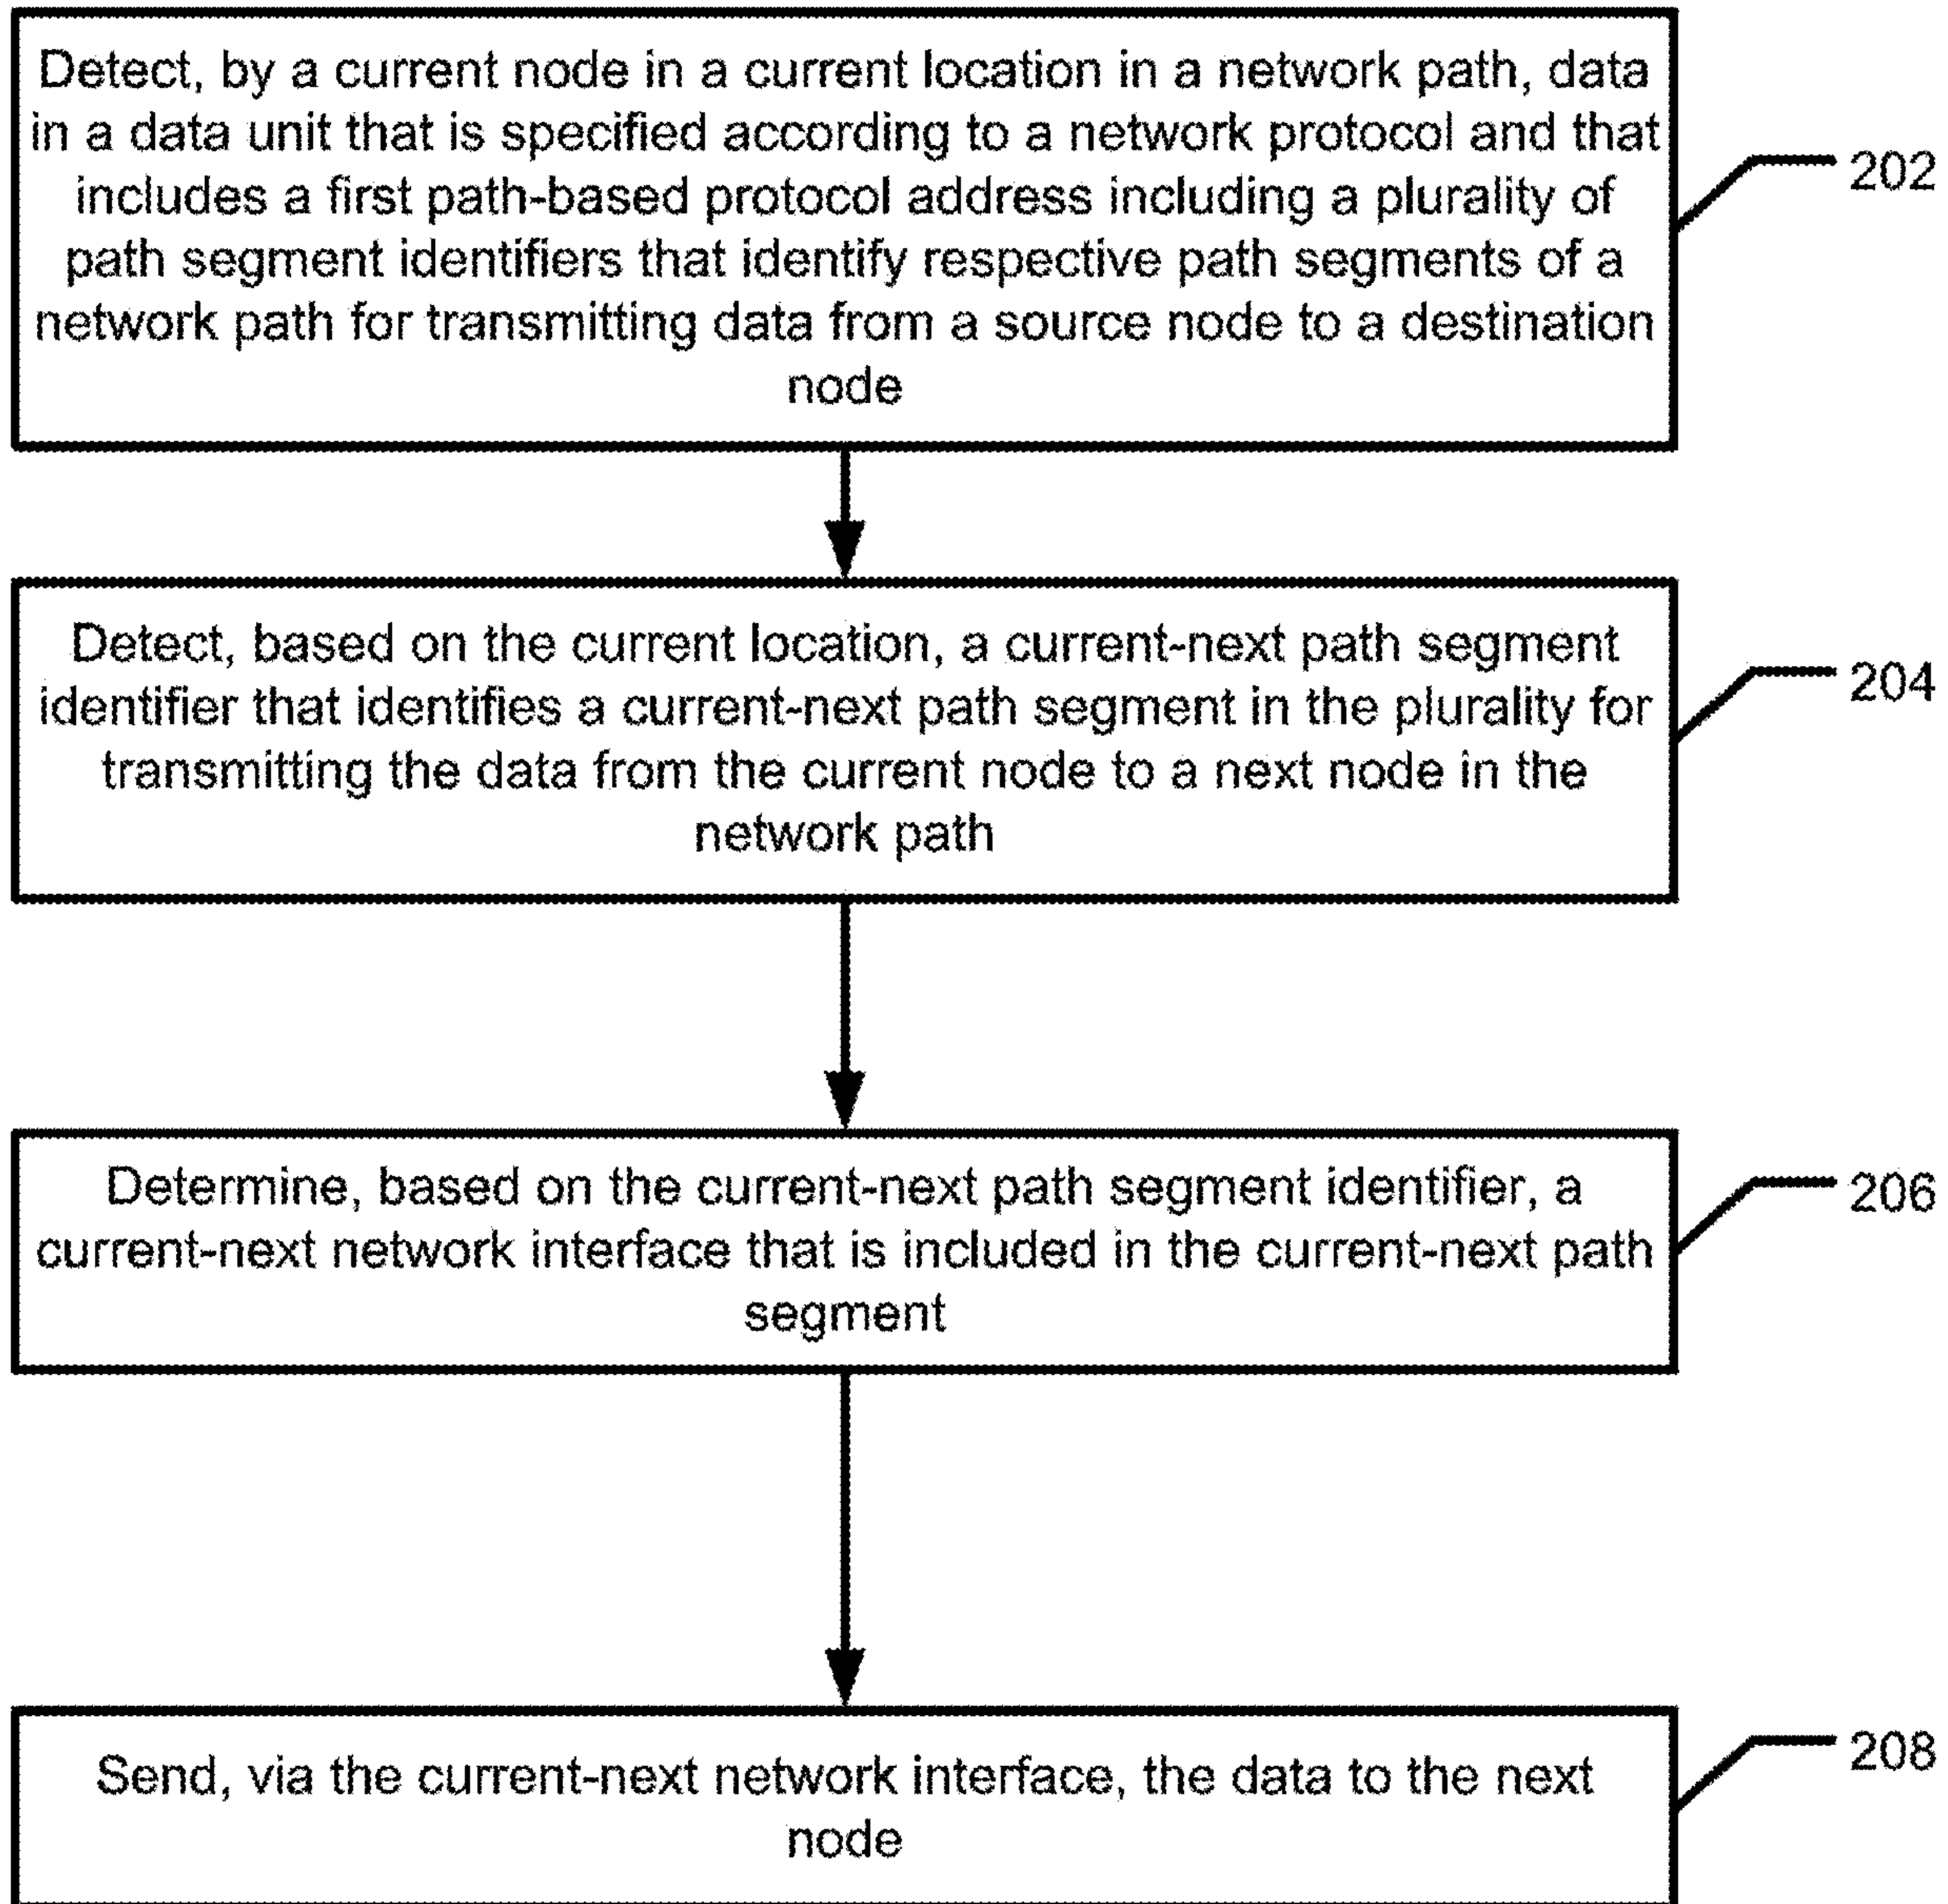 Detect, by a current node in a current location in a network path, data
in a data unit that is specified according to a network protocol and that
includes a first path-based protocol address including a plurality of
path segment identifiers that identify respective path segments of a
network path for transmitting data from a source node to a destination
node
202
Detect, based on the current location, a current-next path segment
identifier that identifies a current-next path segment in the plurality for
transmitting the data from the current node to a next node in the
network path
204
Determine, based on the current-next path segment identifier, a
current-next network interface that is included in the current-next path
segment
206
Send, via the current-next network interface, the data to the next
node
208